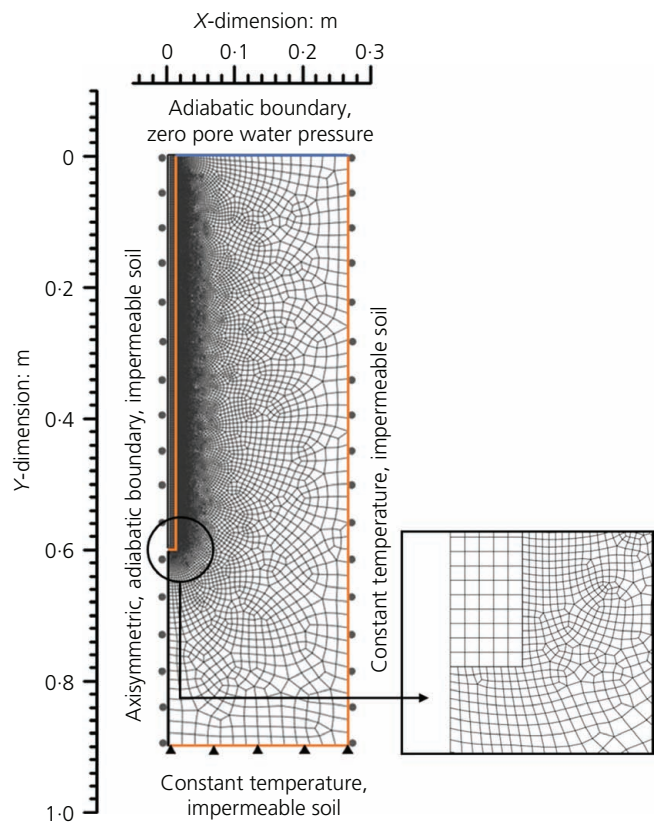 X-dimension: m
0 0·1 0·2 0·3
Adiabatic boundary,
zero pore water pressure
Y-dimension: m
0
0·2
0·4
0·6
0·8
1·0
Axisymmetric, adiabatic boundary, impermeable soil
Constant temperature, impermeable soil
Constant temperature,
impermeable soil